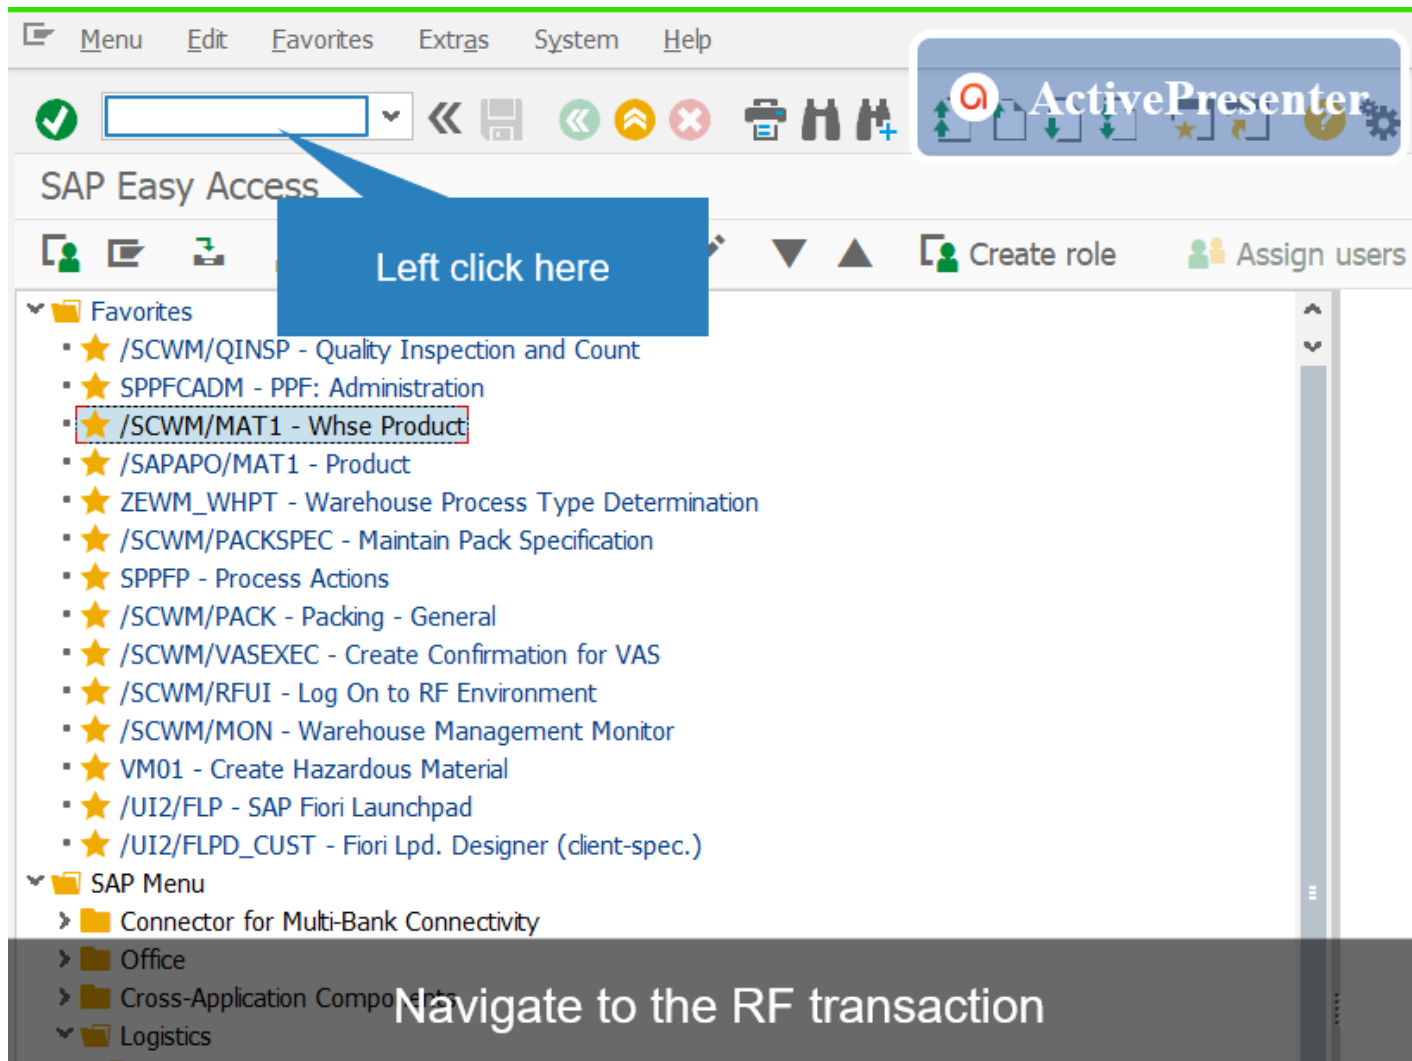 Menu Edit Favorites Extras System Help
ActivePresenter
SAP Easy Access
Left click here
Create role Assign users
Favorites
/SCWM/QINSP - Quality Inspection and Count
SPPFCADM - PPF: Administration
/SCWM/MAT1 - Whse Product
/SAPAPO/MAT1 - Product
ZEWM_WHPT - Warehouse Process Type Determination
/SCWM/PACKSPEC - Maintain Pack Specification
SPPFP - Process Actions
/SCWM/PACK - Packing - General
/SCWM/VASEXEC - Create Confirmation for VAS
/SCWM/RFUI - Log On to RF Environment
/SCWM/MON - Warehouse Management Monitor
VM01 - Create Hazardous Material
/UI2/FLP - SAP Fiori Launchpad
/UI2/FLPD_CUST - Fiori Lpd. Designer (client-spec.)
SAP Menu
Connector for Multi-Bank Connectivity
Office
Cross-Application Components
Navigate to the RF transaction
Logistics